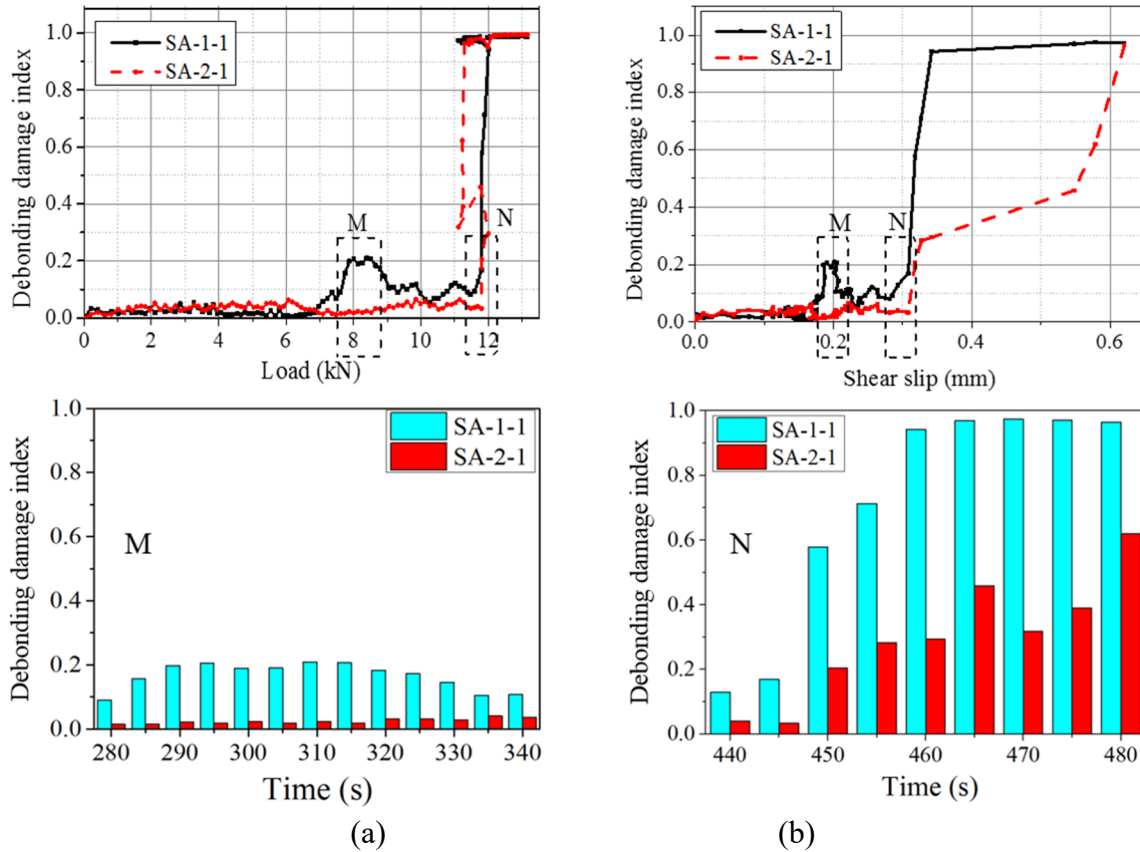 1.0
0.8
0.6
0.4
0.2
0.0
Debonding damage index
SA-1-1
SA-2-1
M
N
0 2 4 6 8 10 12
Load (kN)
1.0
0.8
0.6
0.4
0.2
0.0
Debonding damage index
SA-1-1
SA-2-1
M
N
0.0 0.2 0.4 0.6
Shear slip (mm)
1.0
0.8
0.6
0.4
0.2
0.0
Debonding damage index
SA-1-1
SA-2-1
M
280 290 300 310 320 330 340
Time (s)
(a)
1.0
0.8
0.6
0.4
0.2
0.0
Debonding damage index
SA-1-1
SA-2-1
N
440 450 460 470 480
Time (s)
(b)